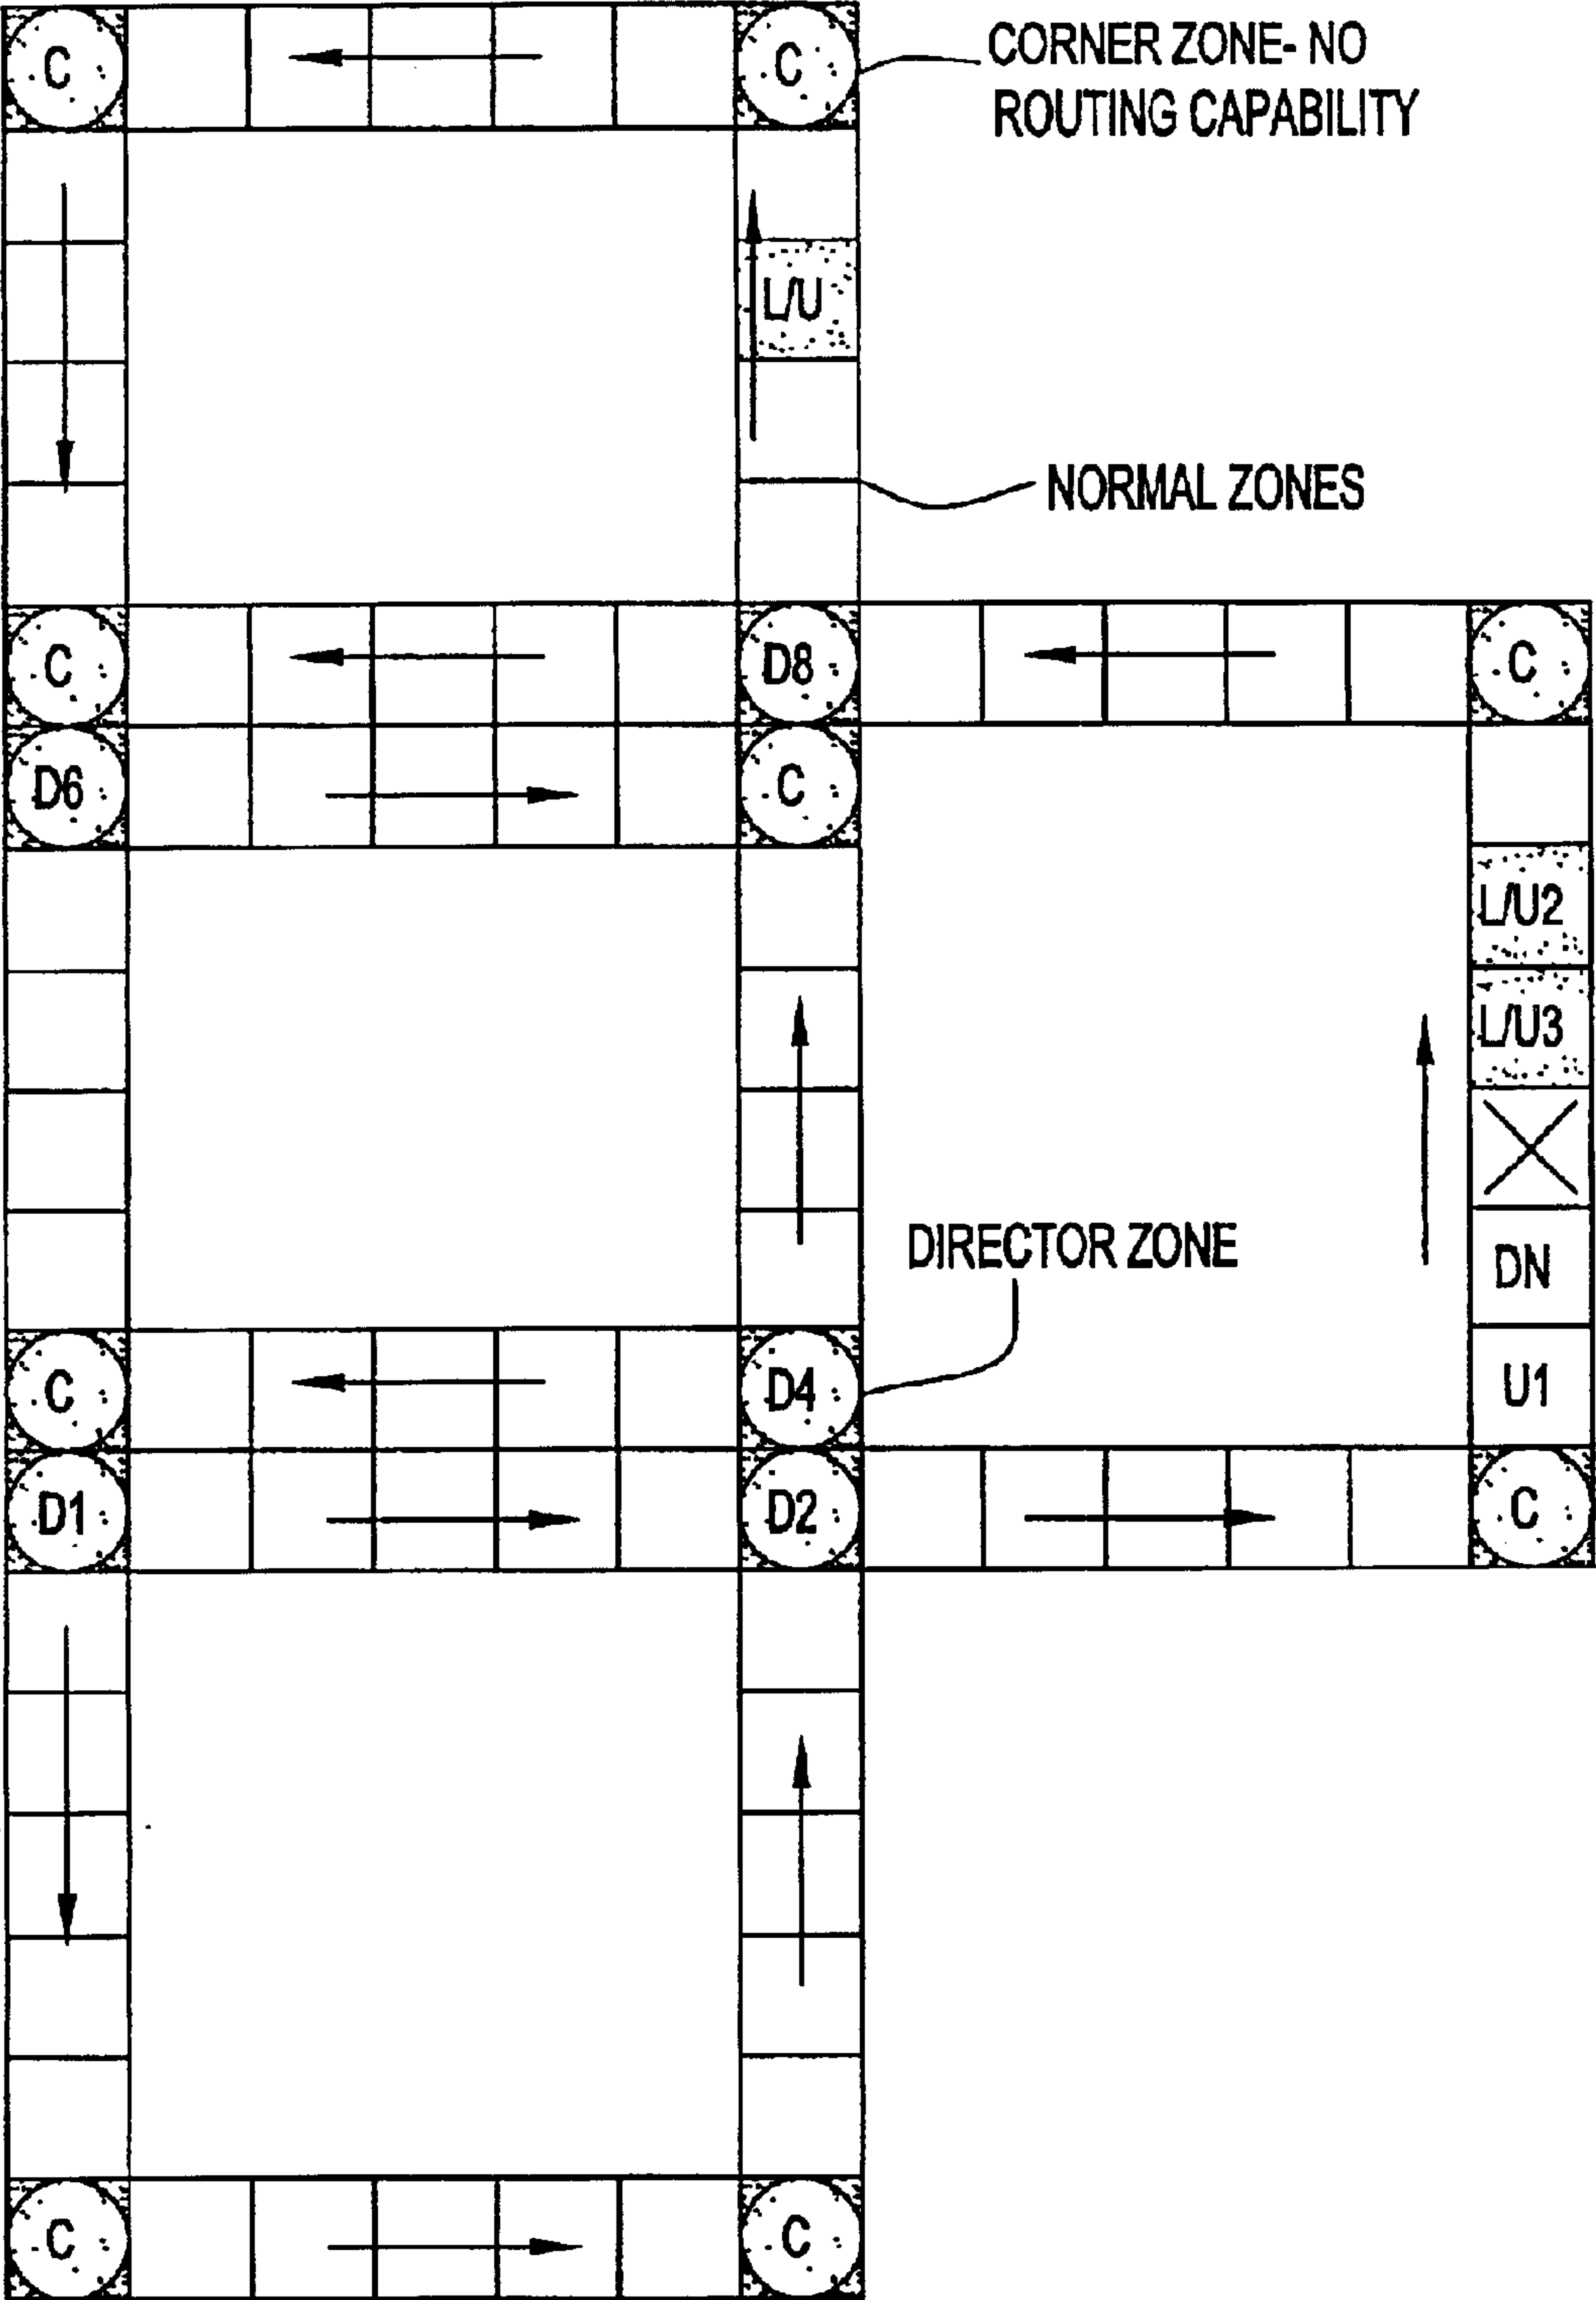 C
C
CORNER ZONE- NO
ROUTING CAPABILITY
L/U
NORMAL ZONES
C
D8
C
D6
C
L/U2
L/U3
DIRECTOR ZONE
DN
C
D4
U1
D1
D2
C
C
C